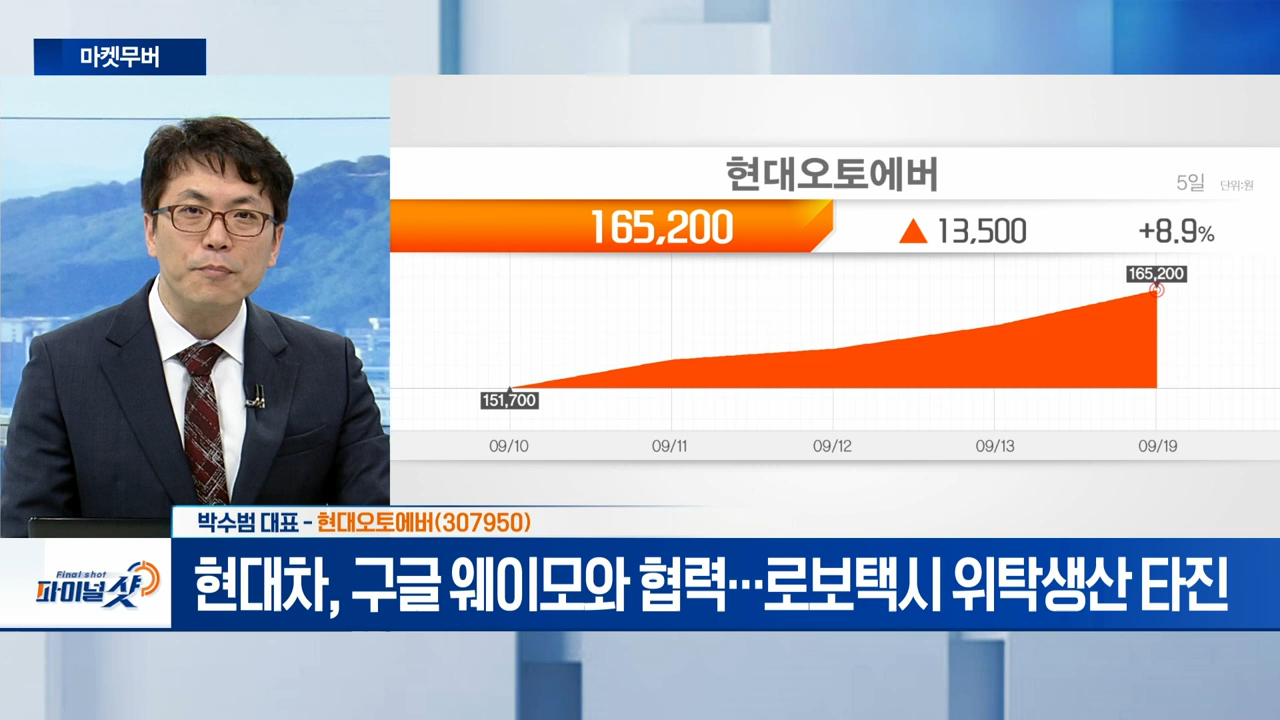 마켓무버
현대오토에버
5일 단위:원
165,200 ▲ 13,500 +8.9%
165,200
151,700
09/10 09/11 09/12 09/13 09/19
박수범 대표 - 현대오토에버(307950)
Final shot
파이널샷
현대차, 구글 웨이모와 협력…로보택시 위탁생산 타진